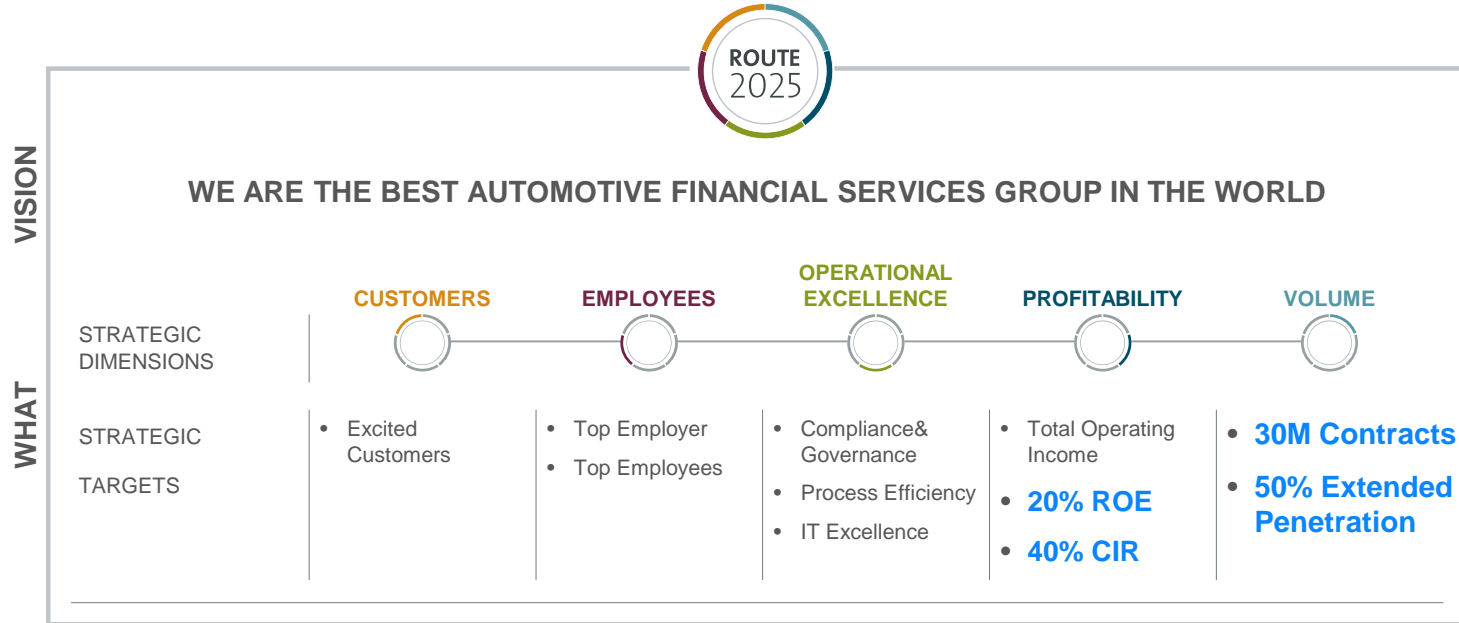 ROUTE
2025
VISION
WE ARE THE BEST AUTOMOTIVE FINANCIAL SERVICES GROUP IN THE WORLD
WHAT
STRATEGIC
DIMENSIONS
CUSTOMERS
EMPLOYEES
OPERATIONAL
EXCELLENCE
PROFITABILITY
VOLUME
STRATEGIC
TARGETS
• Excited
Customers
• Top Employer
• Top Employees
• Compliance&
Governance
• Process Efficiency
• IT Excellence
• Total Operating
Income
• 20% ROE
• 40% CIR
• 30M Contracts
• 50% Extended
Penetration